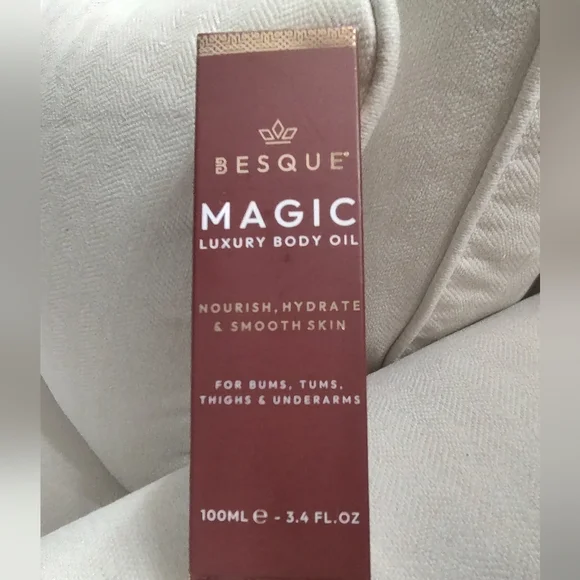 BESQUE
MAGIC
LUXURY BODY OIL
NOURISH, HYDRATE
& SMOOTH SKIN
FOR BUMS, TUMS,
THIGHS & UNDERARMS
100ML ℮ - 3.4 FL.OZ